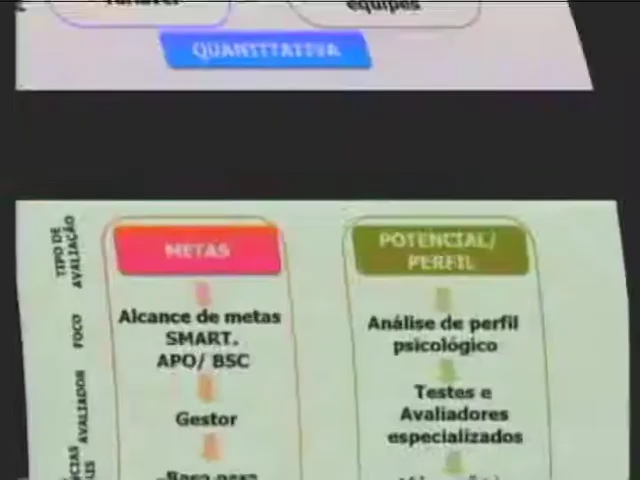 equipes
QUANTITATIVA
TIPO DE
AVALIAÇÃO
METAS
POTENCIAL/
PERFIL
FOCO
Alcance de metas
SMART.
APO/ BSC
Análise de perfil
psicológico
AVALIADOR
Gestor
Testes e
Avaliadores
especializados